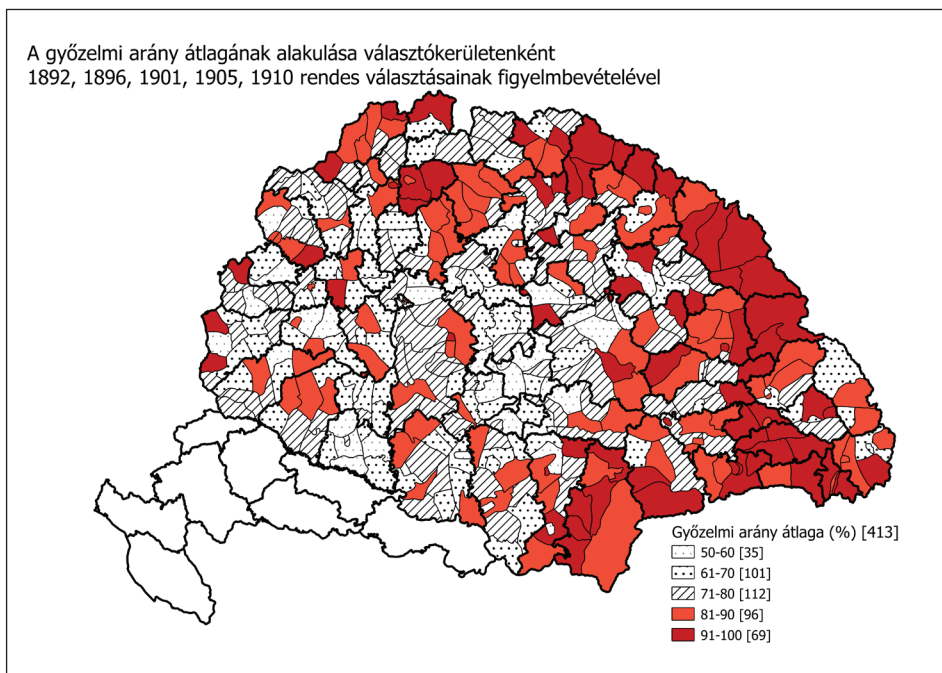 A győzelmi arány átlagának alakulása választókerületenként
1892, 1896, 1901, 1905, 1910 rendes választásainak figyelmbevételével
Győzelmi arány átlaga (%) [413]
50-60 [35]
61-70 [101]
71-80 [112]
81-90 [96]
91-100 [69]